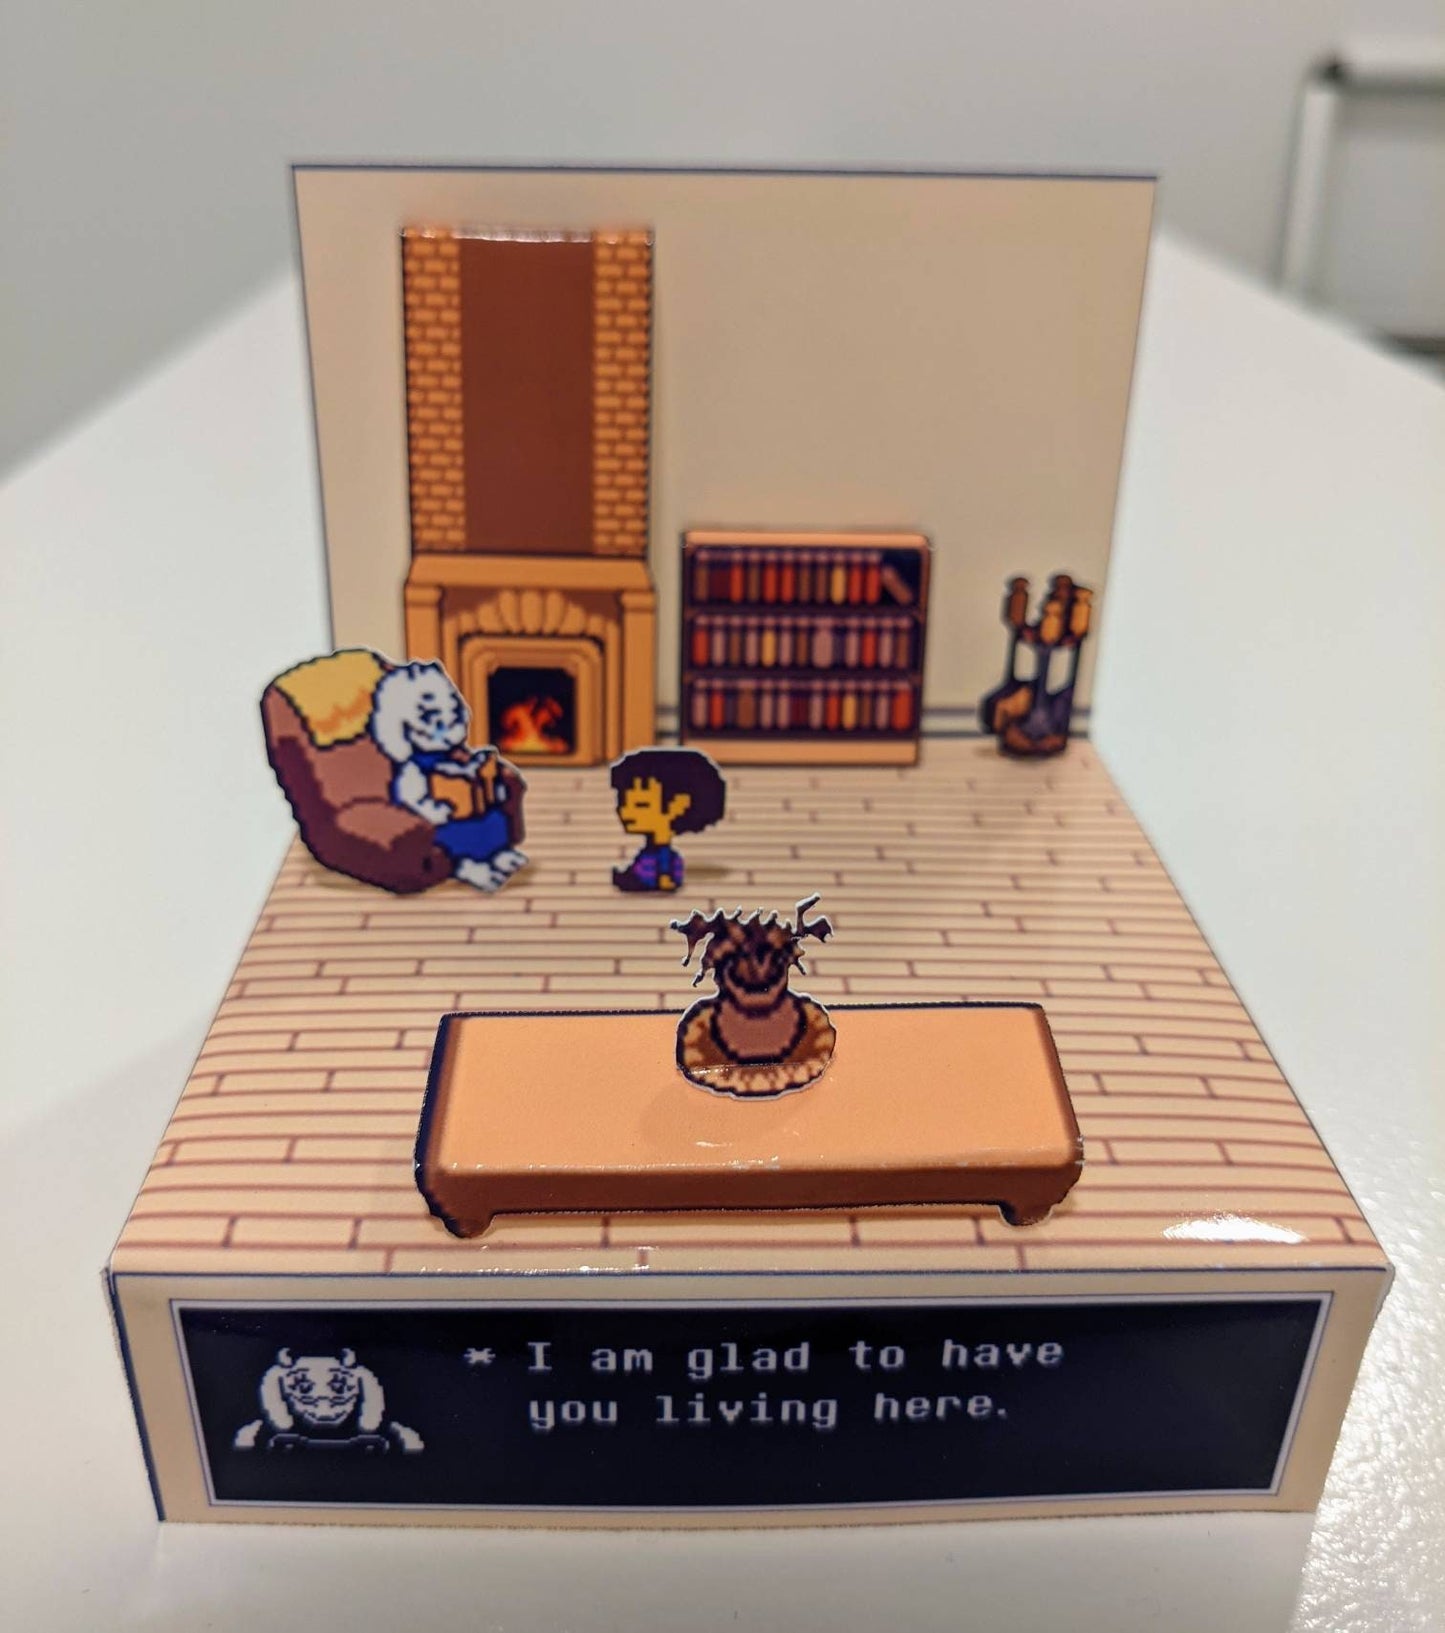 * I am glad to have
you living here.